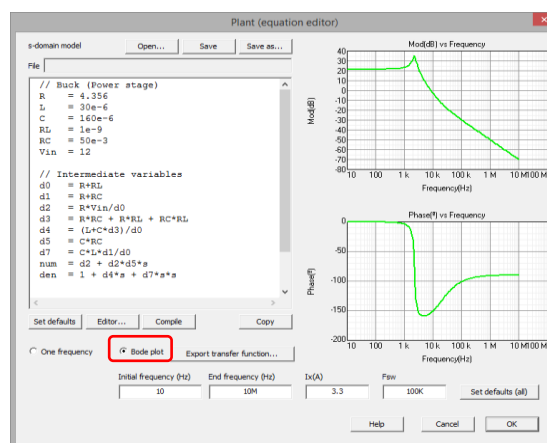 Plant (equation editor)
s-domain model
Open...
Save
Save as...
File
// Buck (Power stage)
R = 4.356
L = 30e-6
C = 160e-6
RL = 1e-9
RC = 50e-3
Vin = 12
// Intermediate variables
d0 = R+RL
d1 = R+RC
d2 = R*Vin/d0
d3 = R*RC + R*RL + RC*RL
d4 = (L+C*d3)/d0
d5 = C*RC
d7 = C*L*d1/d0
num = d2 + d2*d5*s
den = 1 + d4*s + d7*s*s
Set defaults
Editor...
Compile
Copy
One frequency
Bode plot
Export transfer function...
Mod(dB) vs Frequency
Mod(dB)
40
30
20
10
0
-10
-20
-30
-40
-50
-60
-70
-80
10 100 1 k 10 k 100 k 1 M 10 M100 M
Frequency(Hz)
Phase(º) vs Frequency
Phase(º)
0
-50
-100
-150
-200
10 100 1 k 10 k 100 k 1 M 10 M100 M
Frequency(Hz)
Initial frequency (Hz)
End frequency (Hz)
Ix(A)
Fsw
10
10M
3.3
100K
Set defaults (all)
Help
Cancel
OK